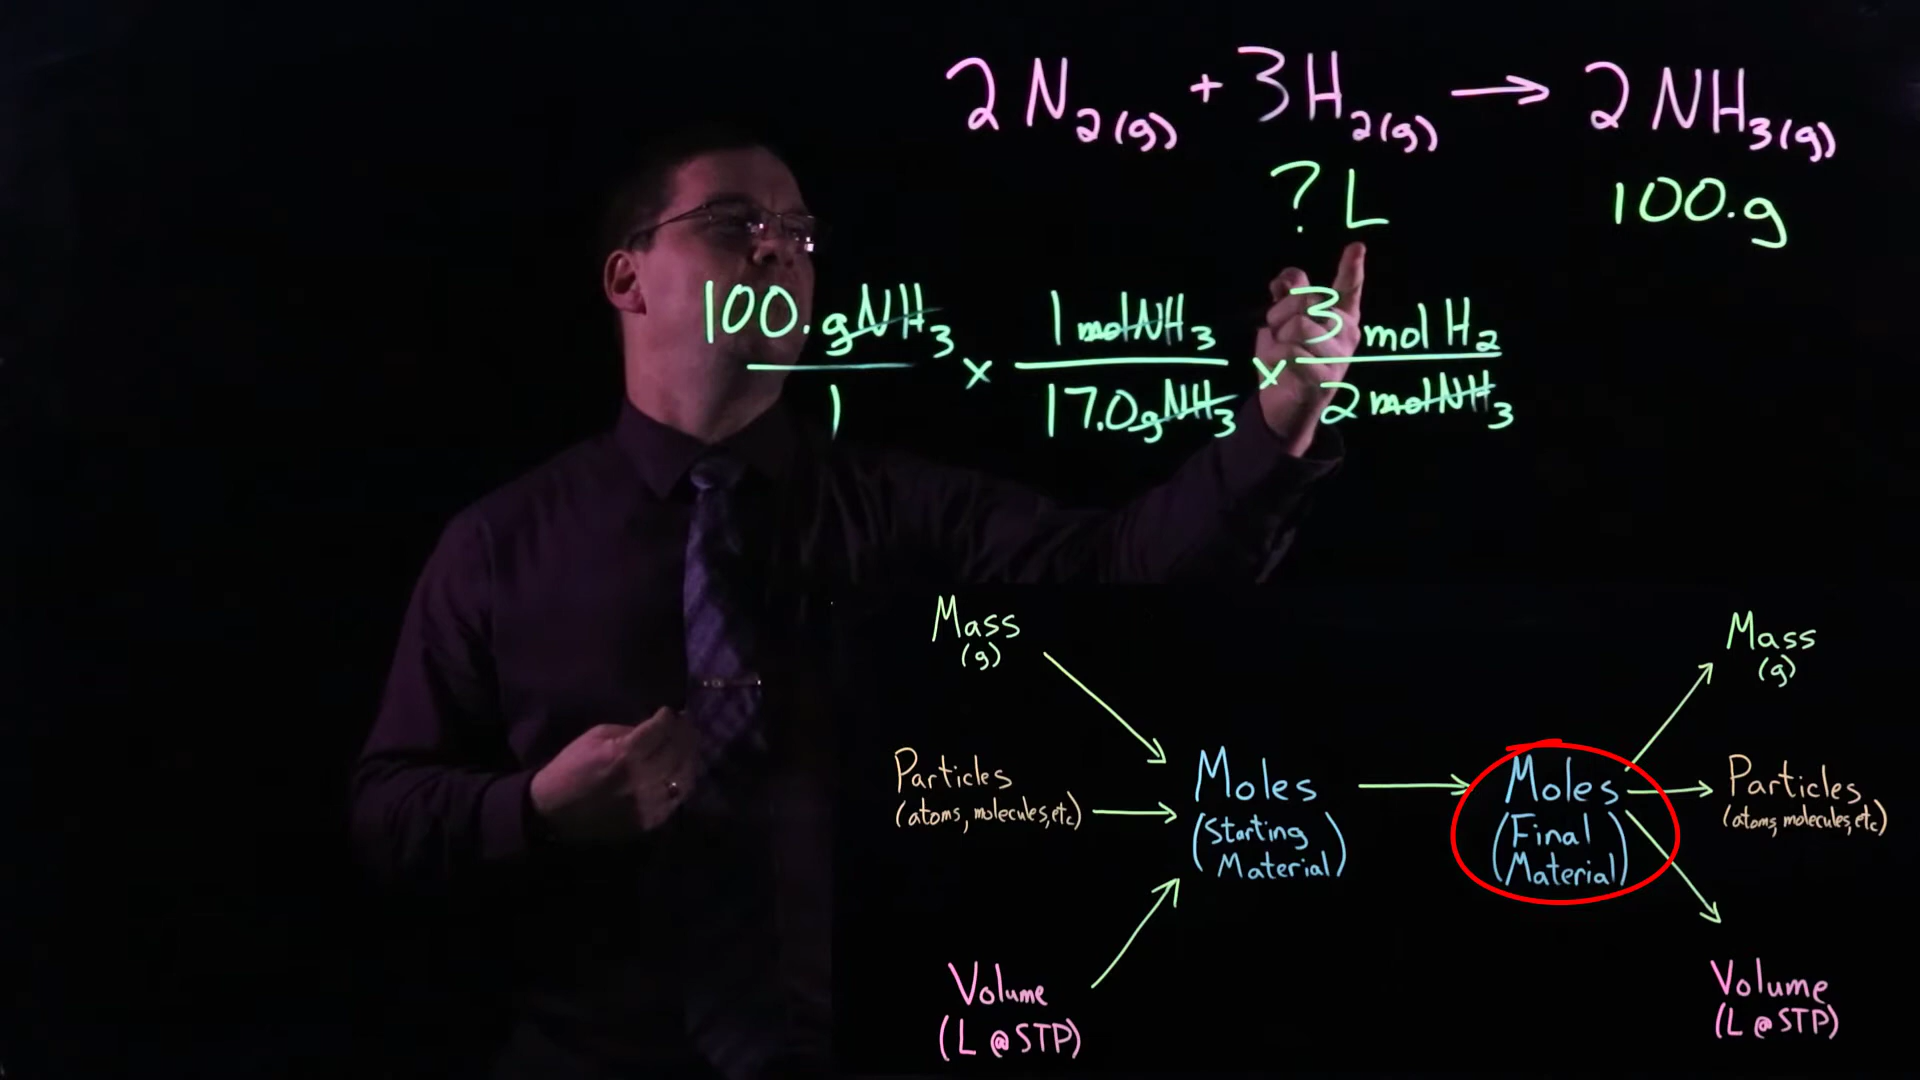 2 N₂(g) + 3 H₂(g) → 2 NH₃(g)
? L 100. g
100. g NH₃ / 1 × 1 mol NH₃ / 17.0 g NH₃ × 3 mol H₂ / 2 mol NH₃
Mass
(g)
Particles
(atoms, molecules, etc)
Volume
(L @ STP)
Moles
(Starting
Material)
Moles
(Final
Material)
Mass
(g)
Particles
(atoms, molecules, etc)
Volume
(L @ STP)